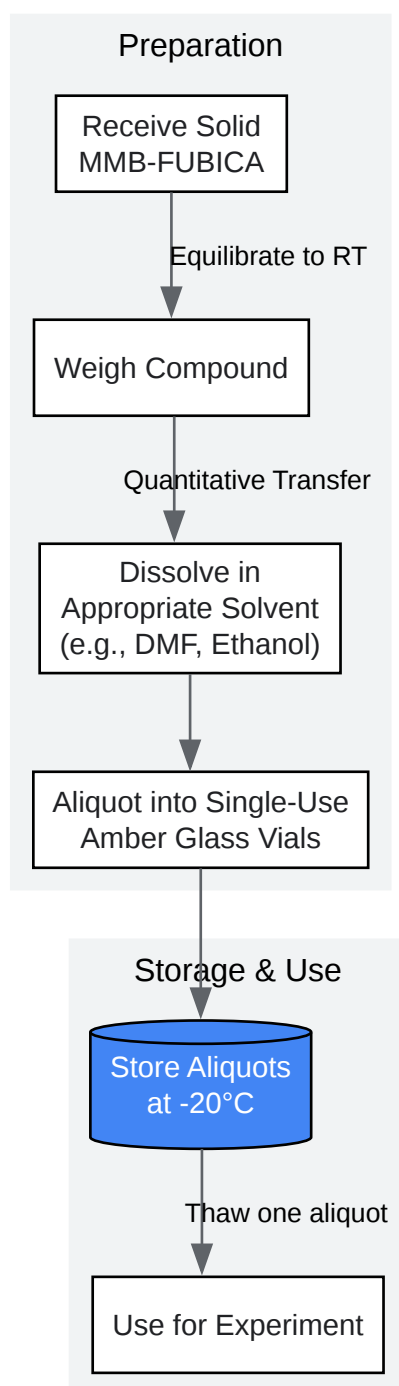 Preparation
Receive Solid
MMB-FUBICA
Equilibrate to RT
Weigh Compound
Quantitative Transfer
Dissolve in
Appropriate Solvent
(e.g., DMF, Ethanol)
Aliquot into Single-Use
Amber Glass Vials
Storage & Use
Store Aliquots
at -20°C
Thaw one aliquot
Use for Experiment